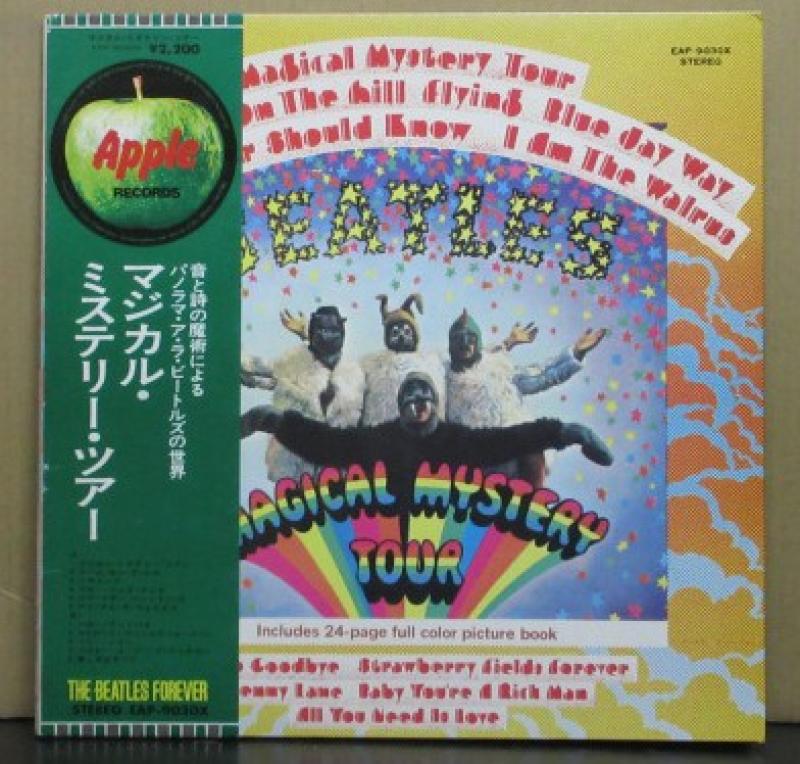 ¥2,200
Apple
RECORDS
音と詩の魔術による
パノラマ・ア・ラ・ビートルズの世界
マジカル・
ミステリー・ツアー
THE BEATLES FOREVER
STEREO EAP-9030X
EAP-9030X
STEREO
Magical Mystery Tour
on The Hill Flying Blue Jay Way
Should Know I Am The Walrus
BEATLES
MAGICAL MYSTERY
TOUR
Includes 24-page full color picture book
Goodbye Strawberry Fields Forever
enny Lane Baby You're A Rich Man
All You Need Is Love